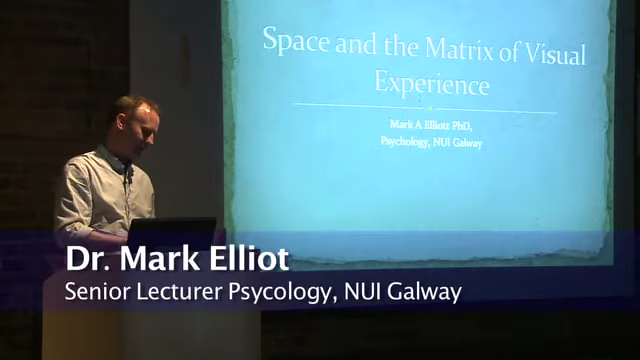 Space and the Matrix of Visual
Experience
Mark A Elliott PhD,
Psychology, NUI Galway
Dr. Mark Elliot
Senior Lecturer Psycology, NUI Galway